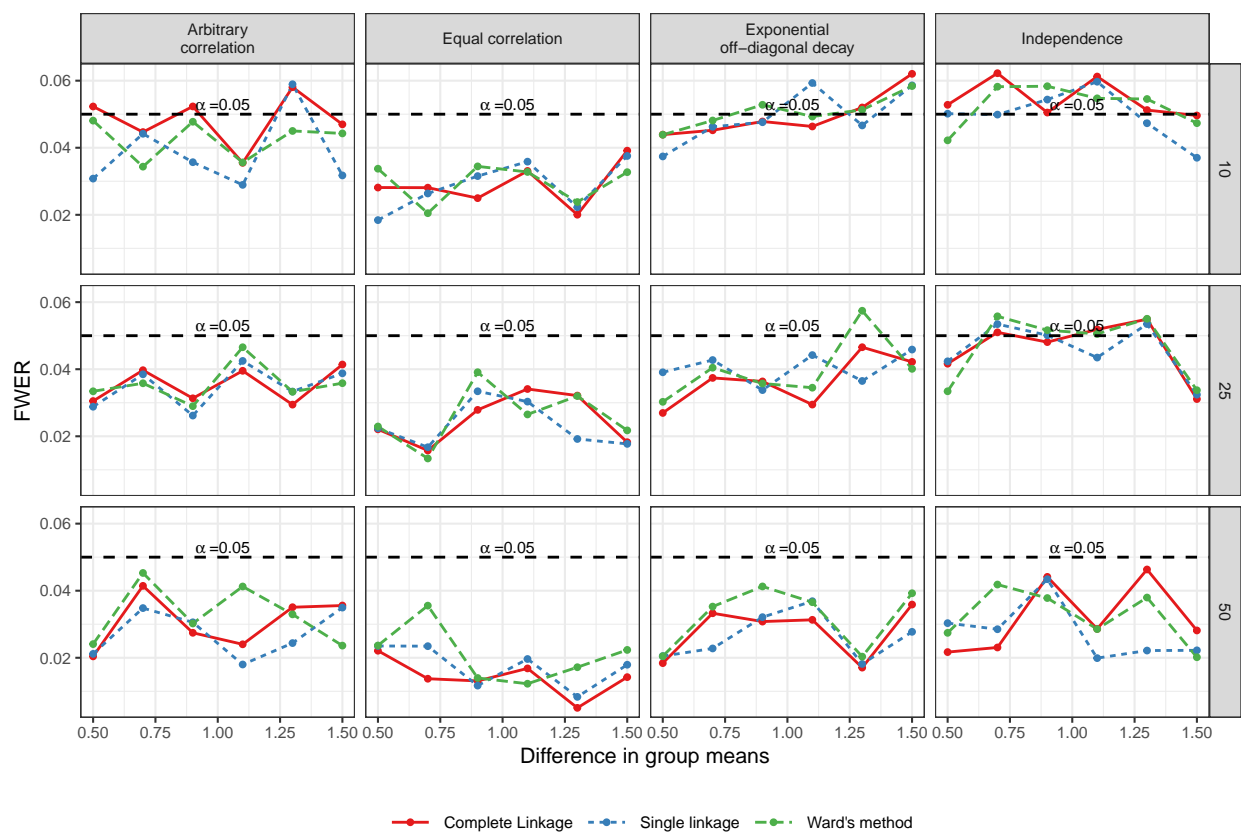 Arbitrary
correlation
Equal correlation
Exponential
off−diagonal decay
Independence
0.06
0.04
0.02
α =0.05
α =0.05
α =0.05
α =0.05
10
0.06
0.04
0.02
α =0.05
α =0.05
α =0.05
α =0.05
25
FWER
0.06
0.04
0.02
α =0.05
α =0.05
α =0.05
α =0.05
50
0.50 0.75 1.00 1.25 1.50
0.50 0.75 1.00 1.25 1.50
0.50 0.75 1.00 1.25 1.50
0.50 0.75 1.00 1.25 1.50
Difference in group means
Complete Linkage Single linkage Ward's method